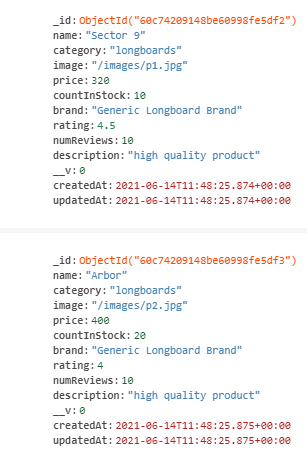 _id: ObjectId("60c74209148be60998fe5df2")
name: "Sector 9"
category: "longboards"
image: "/images/p1.jpg"
price: 320
countInStock: 10
brand: "Generic Longboard Brand"
rating: 4.5
numReviews: 10
description: "high quality product"
__v: 0
createdAt: 2021-06-14T11:48:25.874+00:00
updatedAt: 2021-06-14T11:48:25.874+00:00
_id: ObjectId("60c74209148be60998fe5df3")
name: "Arbor"
category: "longboards"
image: "/images/p2.jpg"
price: 400
countInStock: 20
brand: "Generic Longboard Brand"
rating: 4
numReviews: 10
description: "high quality product"
__v: 0
createdAt: 2021-06-14T11:48:25.875+00:00
updatedAt: 2021-06-14T11:48:25.875+00:00